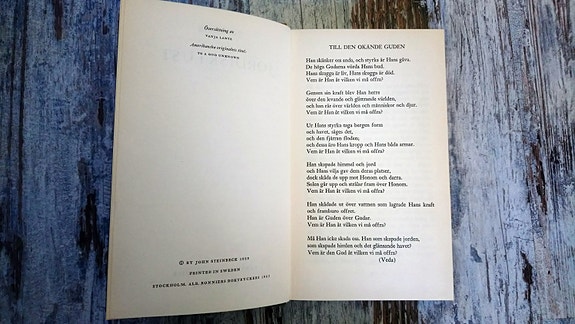 Översättning av
VANJA LANTZ
Amerikanska originalets titel:
TO A GOD UNKNOWN
© BY JOHN STEINBECK
PRINTED IN SWEDEN
STOCKHOLM. ALB. BONNIERS BOKTRYCKERI
TILL DEN OKÄNDE GUDEN
Han skänker oss anda, och styrka är Hans gåva.
De höga Gudarna vörda Hans bud.
Hans skugga är liv, Hans skugga är död.
Vem är Han åt vilken vi må offra?
Genom sin kraft blev Han herre
över den levande och glittrande världen,
och han rår över världen och människor och djur.
Vem är Han åt vilken vi må offra?
Ur Hans styrka togo bergen form
och havet, säges det,
och den fjärran floden;
och dessa äro Hans kropp och Hans båda armar.
Vem är Han åt vilken vi må offra?
Han skapade himmel och jord
och Hans vilja gav dem deras platser,
dock skåda de upp mot Honom och darra.
Solen går upp och strålar fram över Honom.
Vem är Han åt vilken vi må offra?
Han skådade ut över vattnen som lagrade Hans kraft
och frambure offret.
Han är Guden över Gudar.
Vem är Han åt vilken vi må offra?
Må Han icke skada oss, Han som skapade jorden,
som skapade himlen och det glänsande havet?
Vem är den God åt vilken vi må offra?
(Veda)